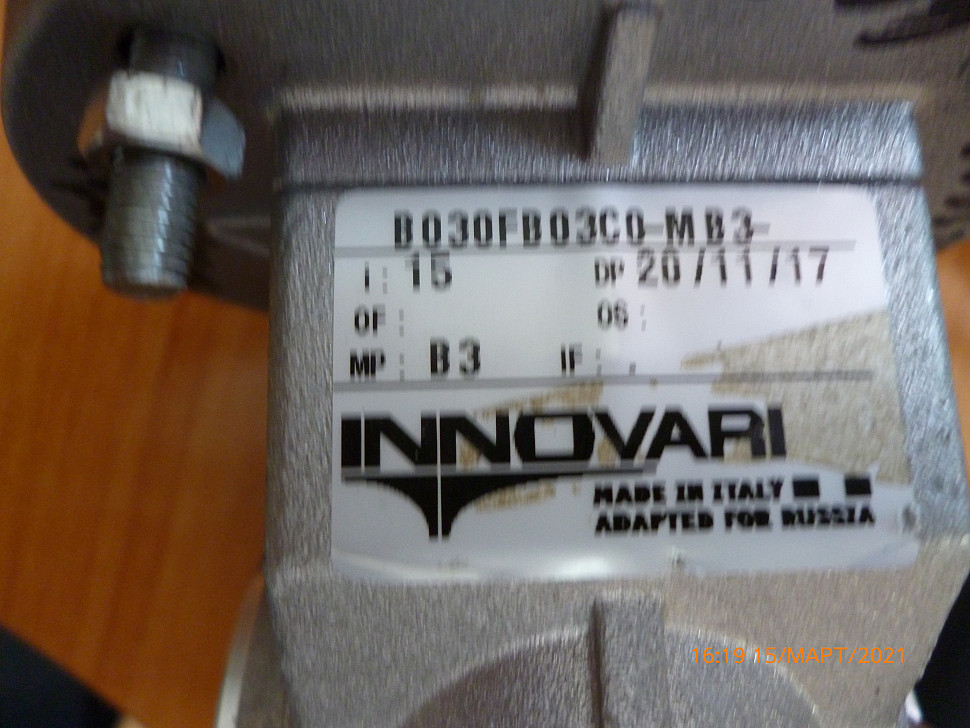 B030FB03C0-MB3-
I: 15 DP 20/11/17
OF: OS:
MP: B3 IF: .
INNOVARI
MADE IN ITALY
ADAPTED FOR RUSSIA
16:19 15/МАРТ/2021